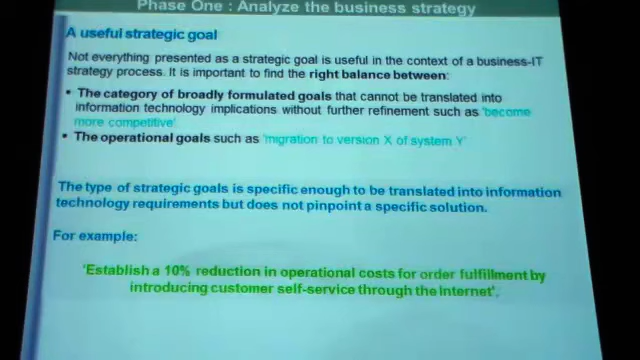 Phase One : Analyze the business strategy
A useful strategic goal
Not everything presented as a strategic goal is useful in the context of a business-IT
strategy process. It is important to find the right balance between:
• The category of broadly formulated goals that cannot be translated into
information technology implications without further refinement such as 'become
more competitive'
• The operational goals such as 'migration to version X of system Y'
The type of strategic goals is specific enough to be translated into information
technology requirements but does not pinpoint a specific solution.
For example:
'Establish a 10% reduction in operational costs for order fulfillment by
introducing customer self-service through the internet'.